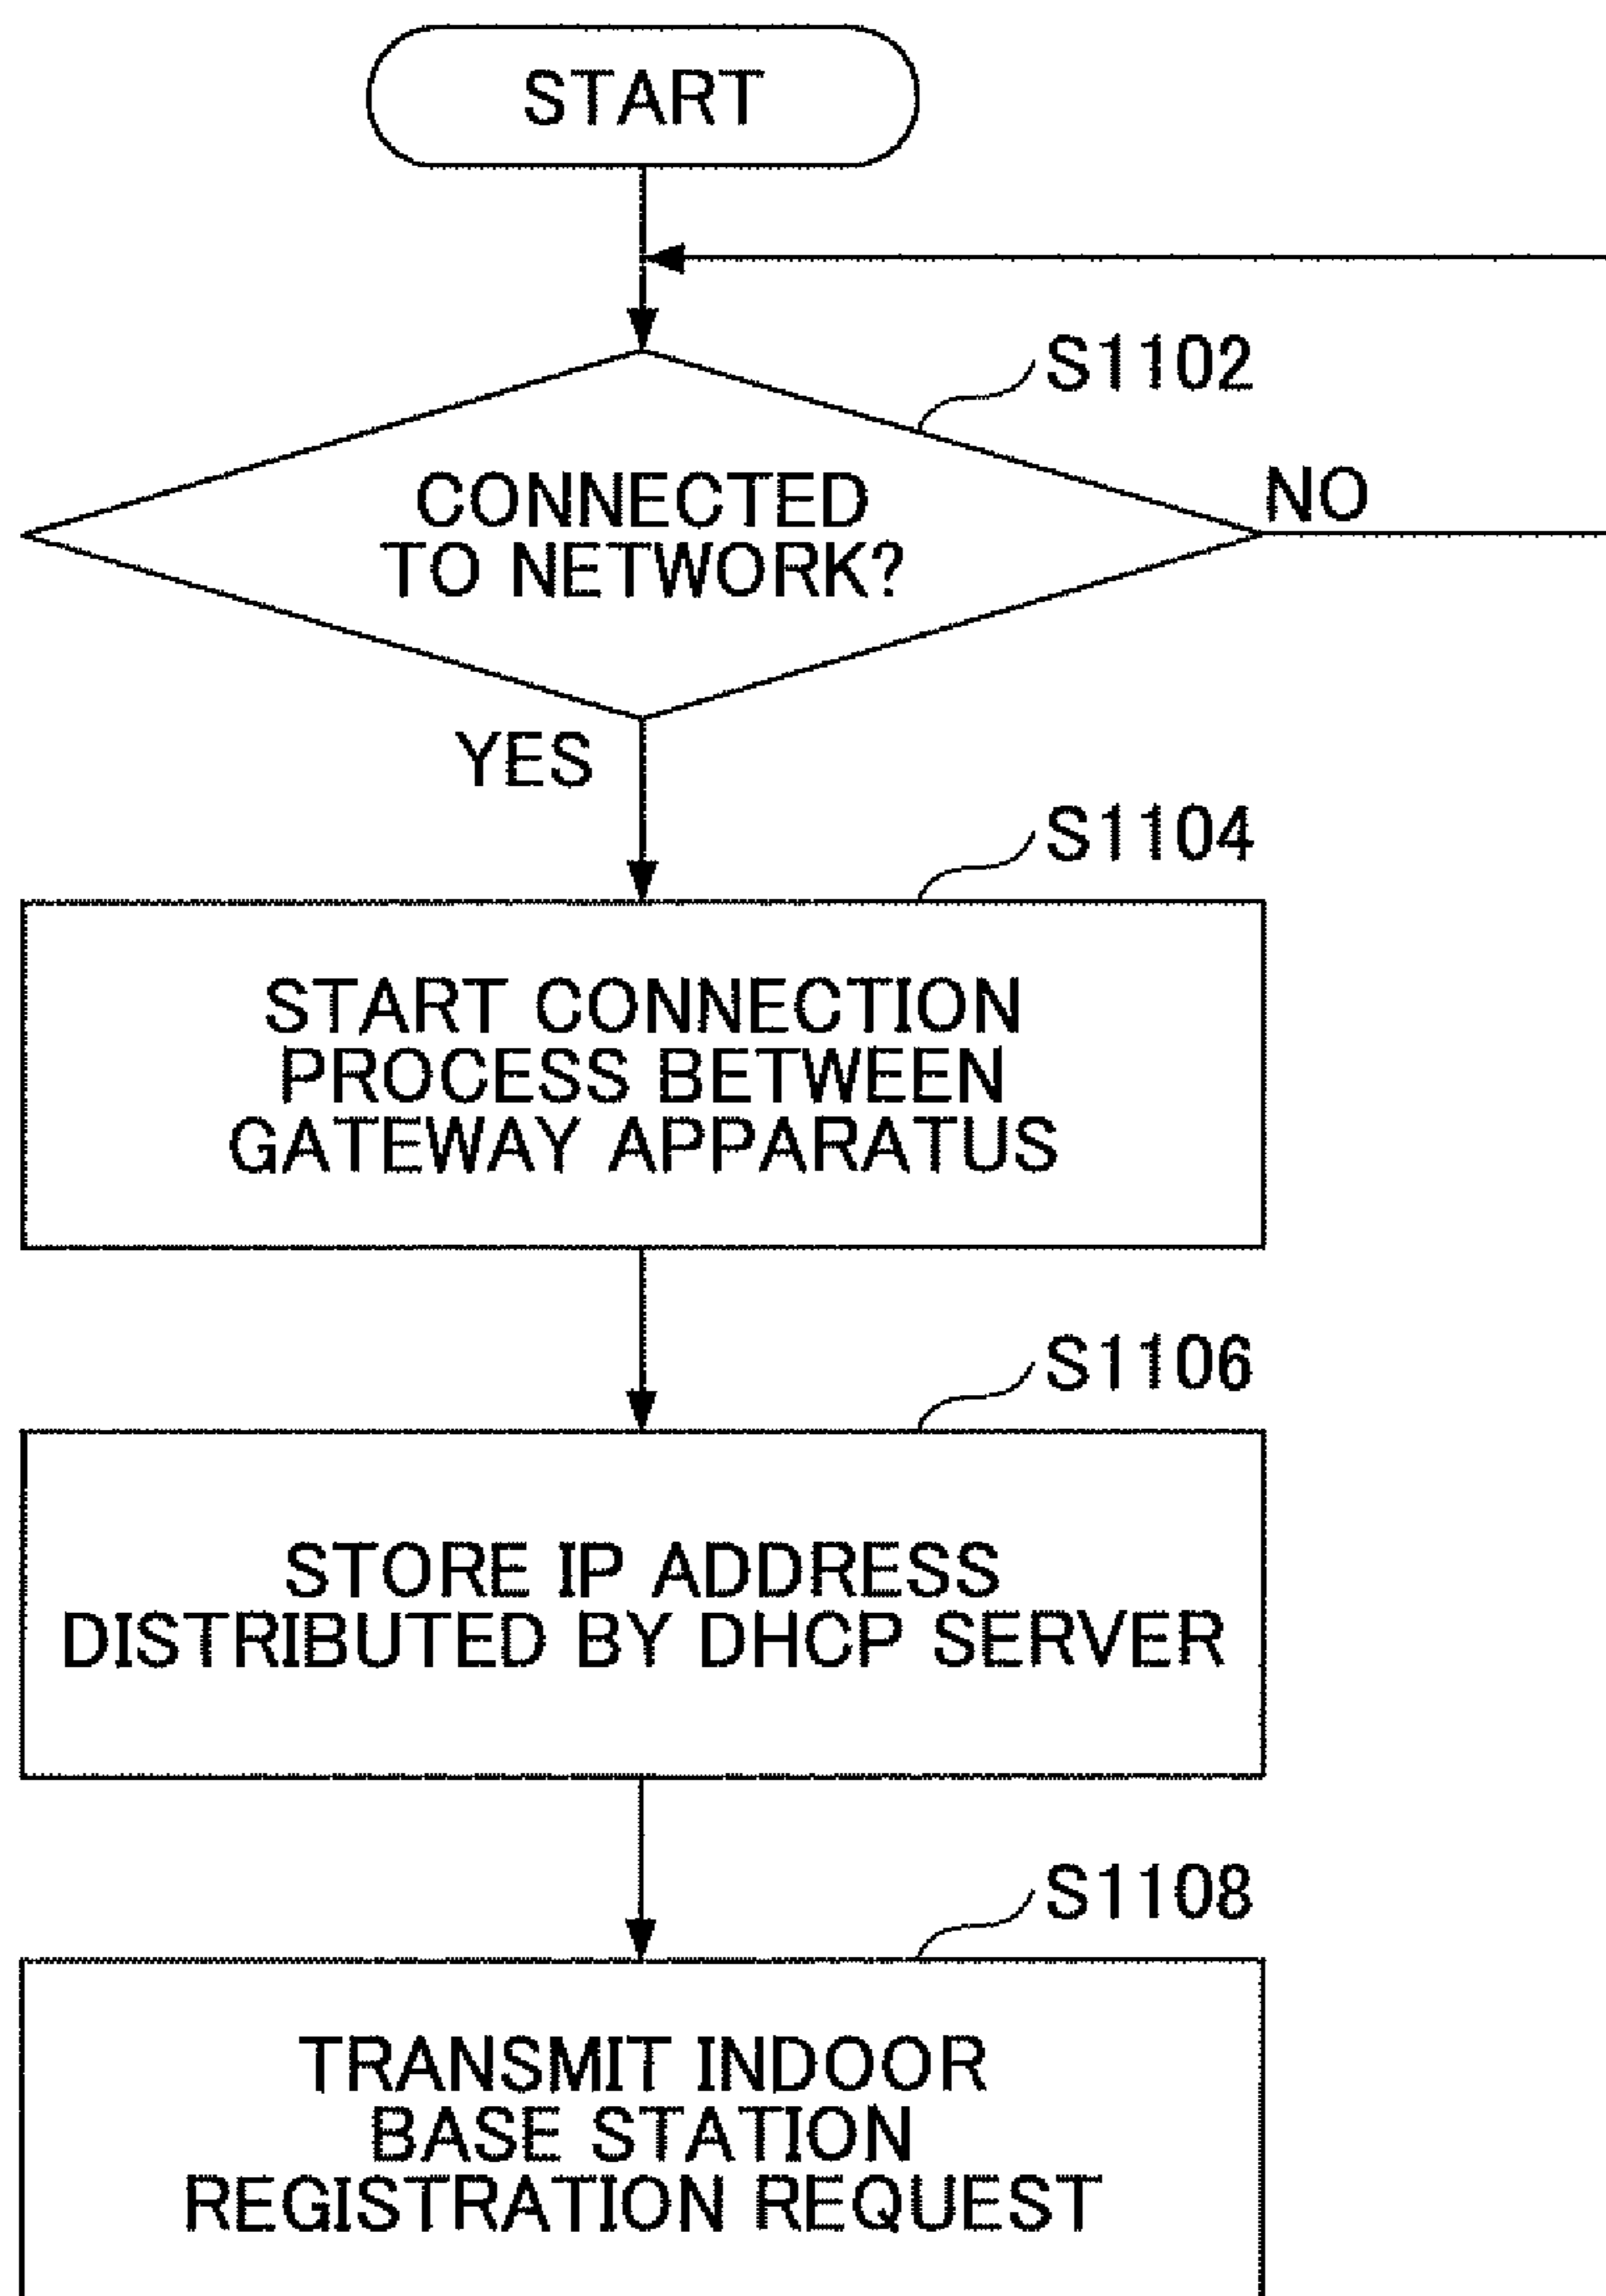 START
S1102
CONNECTED
TO NETWORK?
NO
YES
S1104
START CONNECTION
PROCESS BETWEEN
GATEWAY APPARATUS
S1106
STORE IP ADDRESS
DISTRIBUTED BY DHCP SERVER
S1108
TRANSMIT INDOOR
BASE STATION
REGISTRATION REQUEST